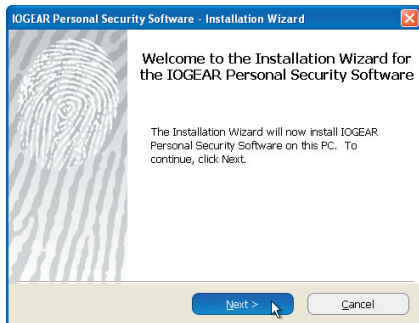 IOGEAR Personal Security Software - Installation Wizard
Welcome to the Installation Wizard for
the IOGEAR Personal Security Software
The Installation Wizard will now install IOGEAR
Personal Security Software on this PC. To
continue, click Next.
Next >
Cancel